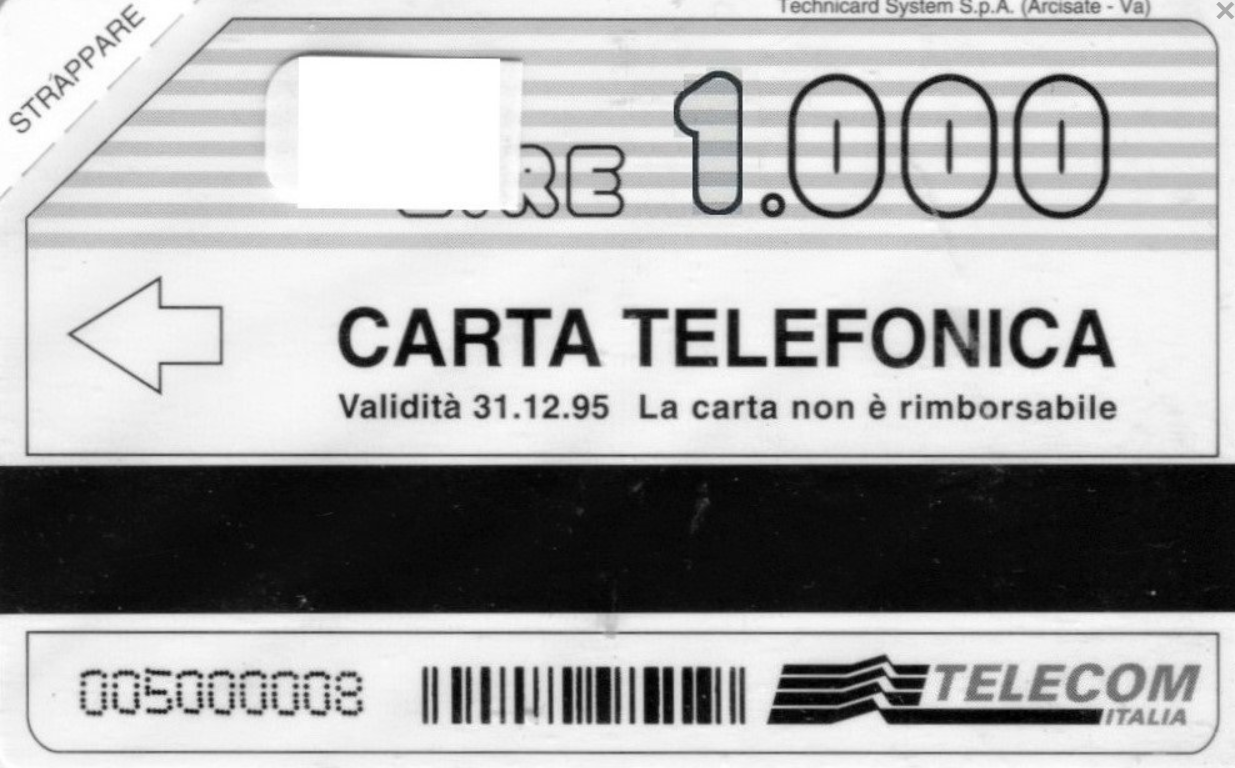 Technicard System S.p.A. (Arcisate - Va)
STRAPPARE
LIRE 1.000
CARTA TELEFONICA
Validità 31.12.95 La carta non è rimborsabile
005000008
TELECOM
ITALIA